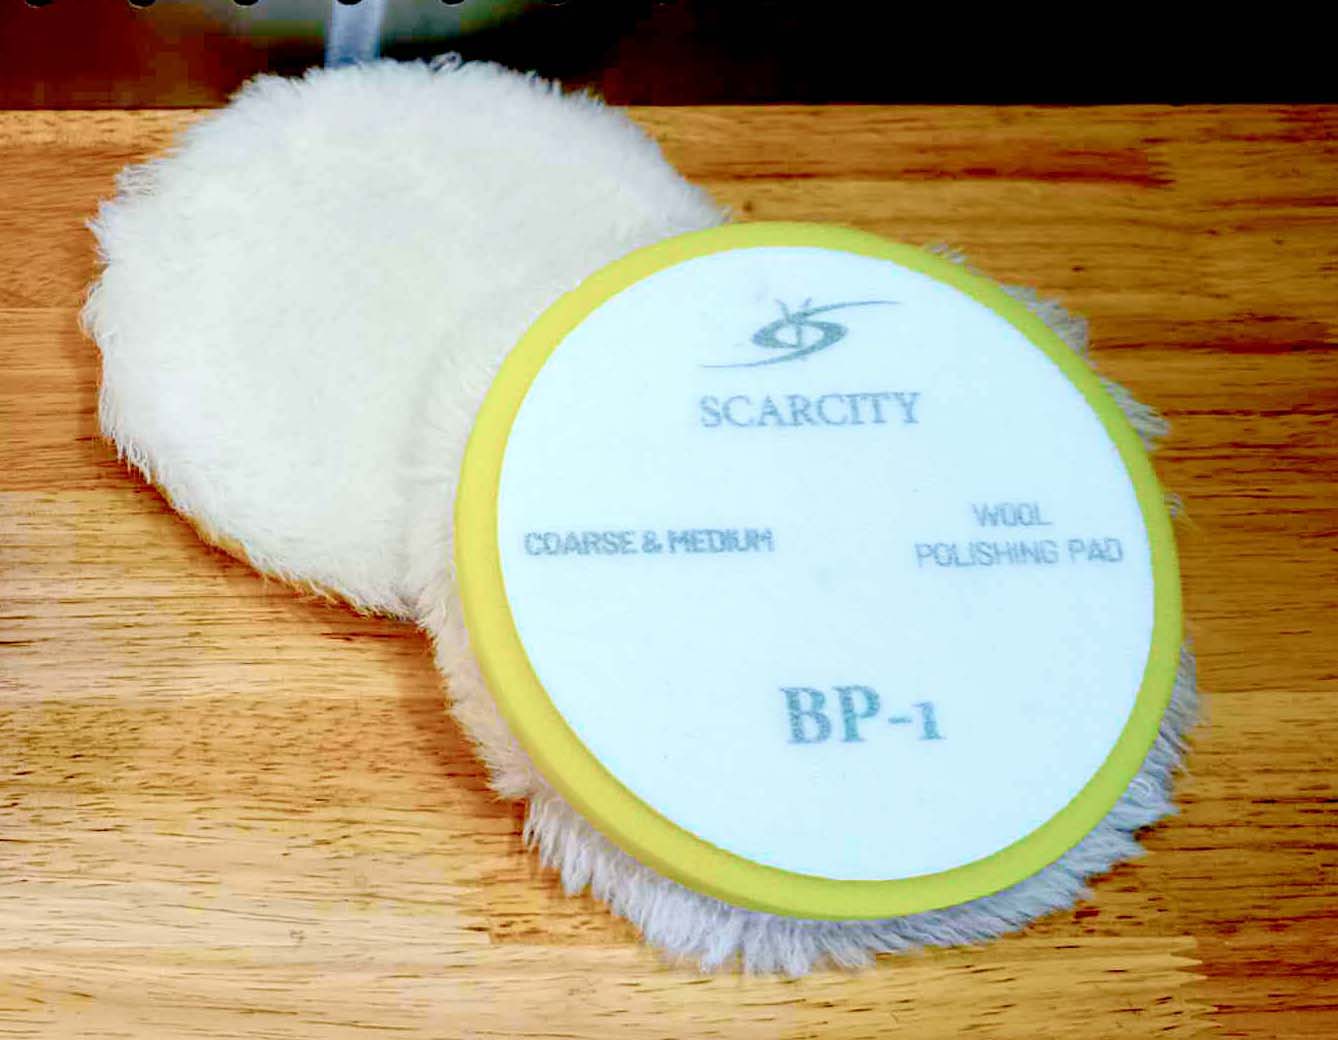 SCARCITY
COARSE & MEDIUM
WOOL
POLISHING PAD
BP-1